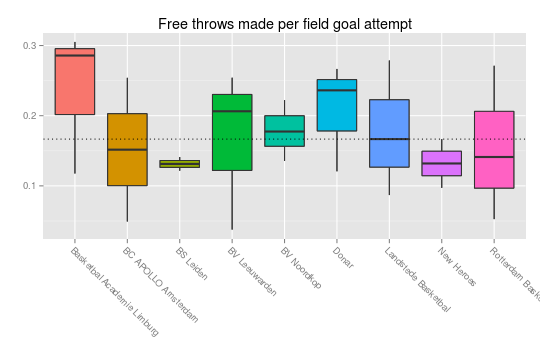 Free throws made per field goal attempt
0.3
0.2
0.1
Basketbal Academie Limburg
BC APOLLO Amsterdam
BS Leiden
BV Leeuwarden
BV Noordkop
Donar
Landstede Basketbal
New Heroes
Rotterdam